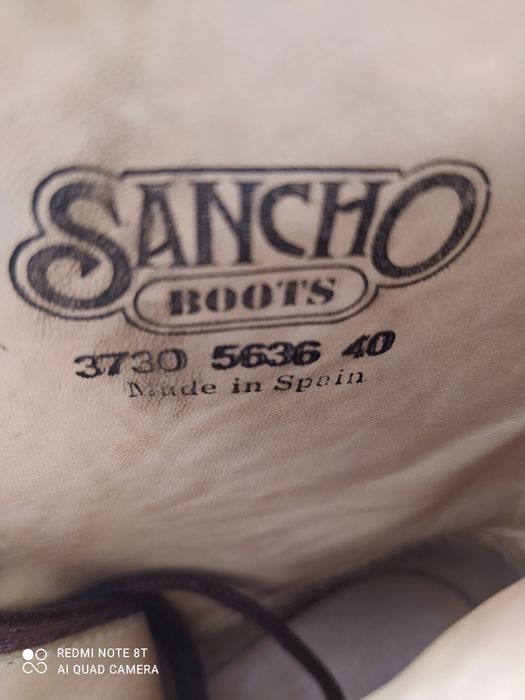 SANCHO
BOOTS
3730 5636 40
Made in Spain
REDMI NOTE 8T
AI QUAD CAMERA